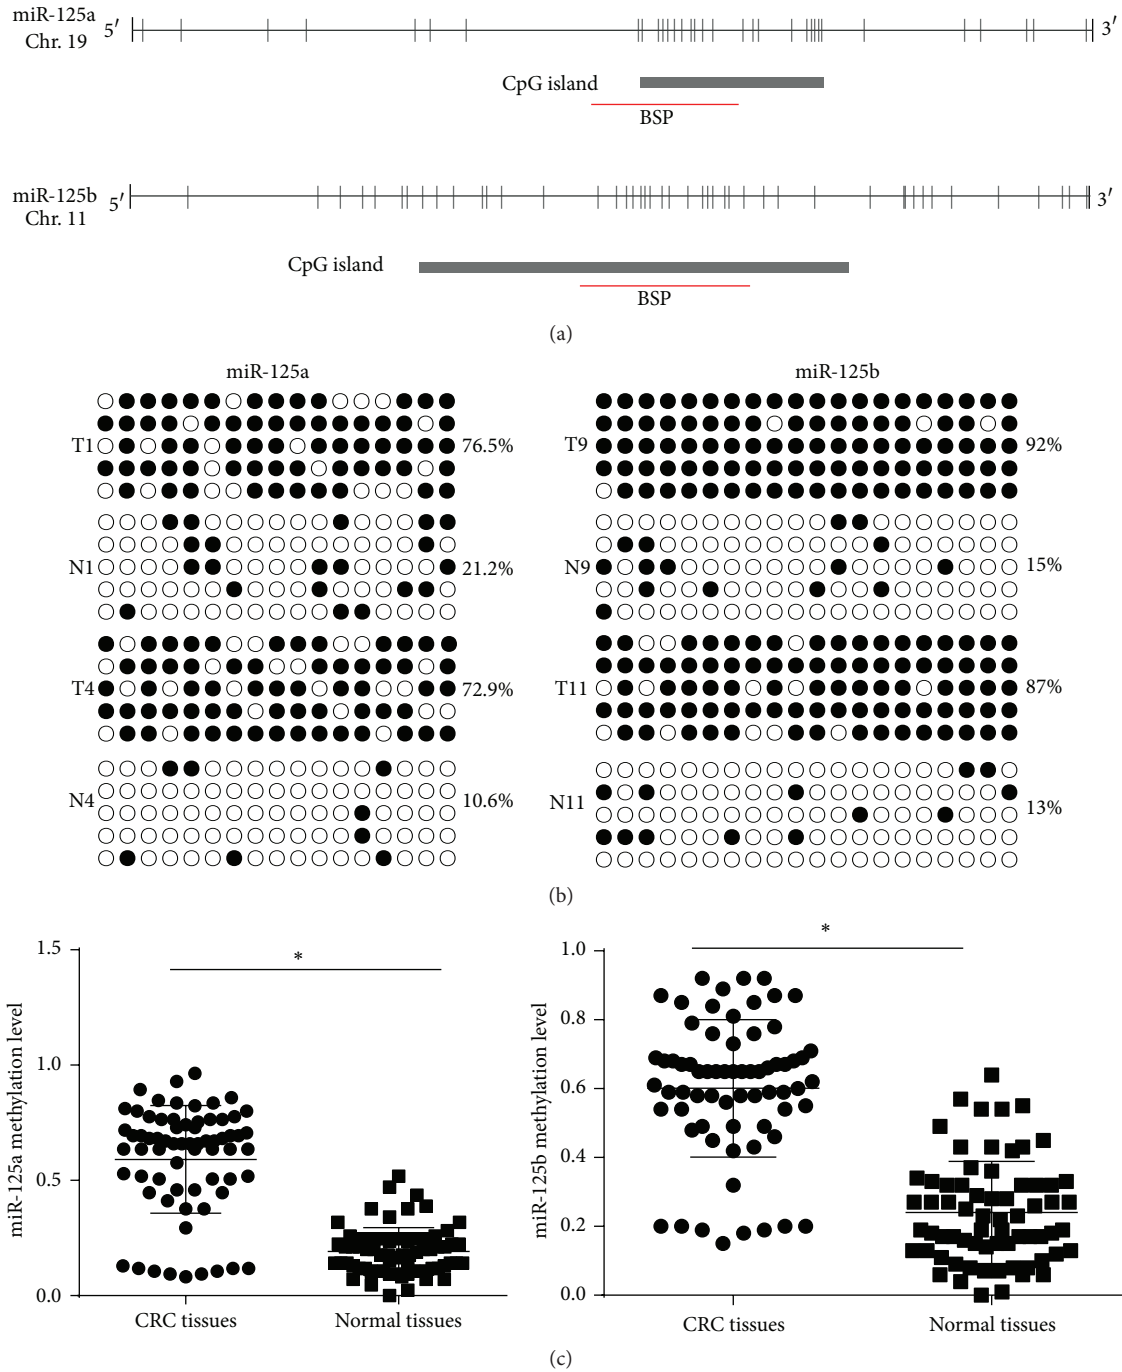 miR-125a
Chr. 19
5′
3′
CpG island
BSP
miR-125b
Chr. 11
5′
3′
CpG island
BSP
(a)
miR-125a
T1
76.5%
N1
21.2%
T4
72.9%
N4
10.6%
miR-125b
T9
92%
N9
15%
T11
87%
N11
13%
(b)
miR-125a methylation level
1.5
1.0
0.5
0.0
*
CRC tissues
Normal tissues
miR-125b methylation level
1.0
0.8
0.6
0.4
0.2
0.0
*
CRC tissues
Normal tissues
(c)